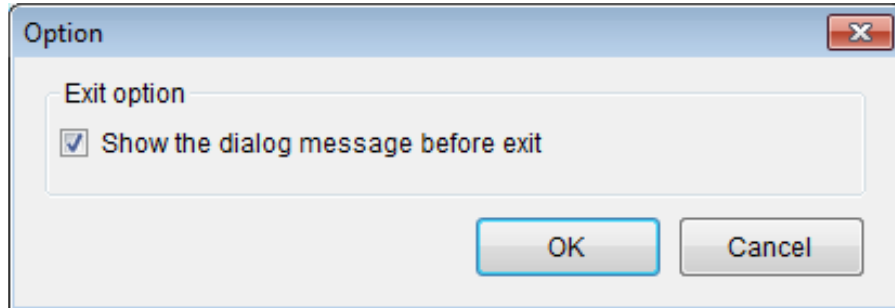 Option
Exit option
Show the dialog message before exit
OK
Cancel